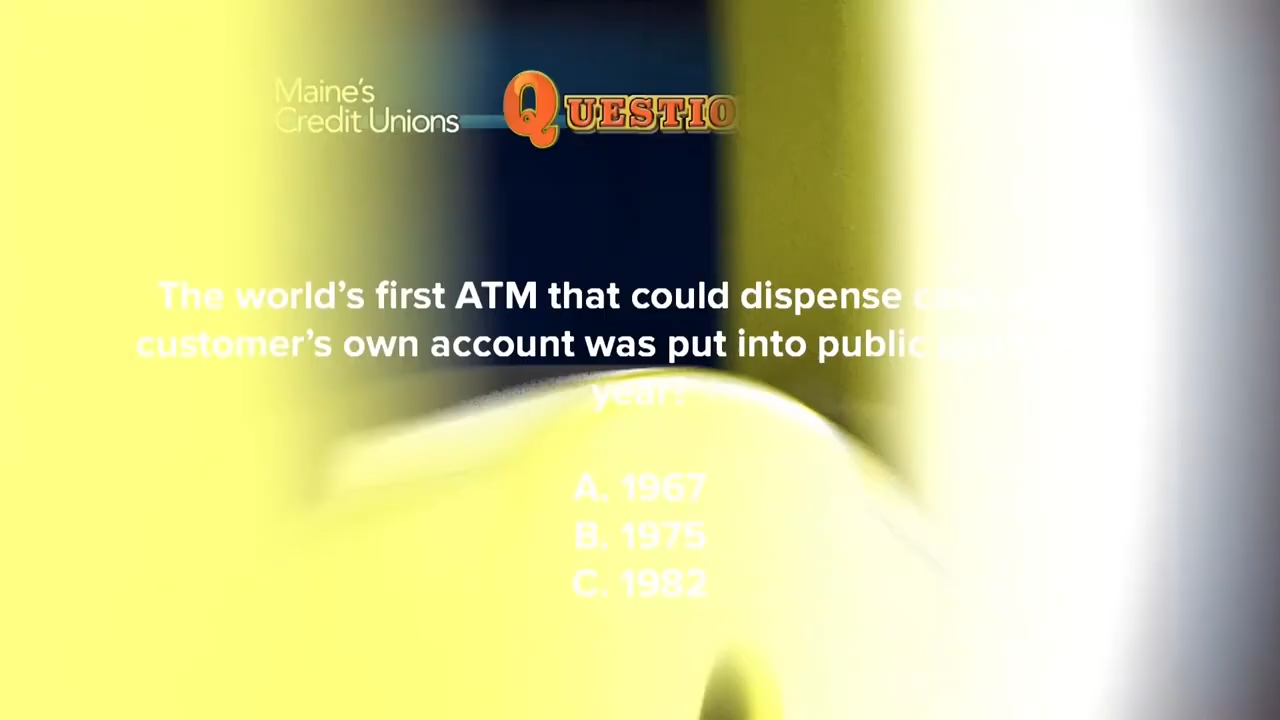 Maine's
Credit Unions
QUESTIO
The world's first ATM that could dispense
customer's own account was put into public
year?
A. 1967
B. 1975
C. 1982